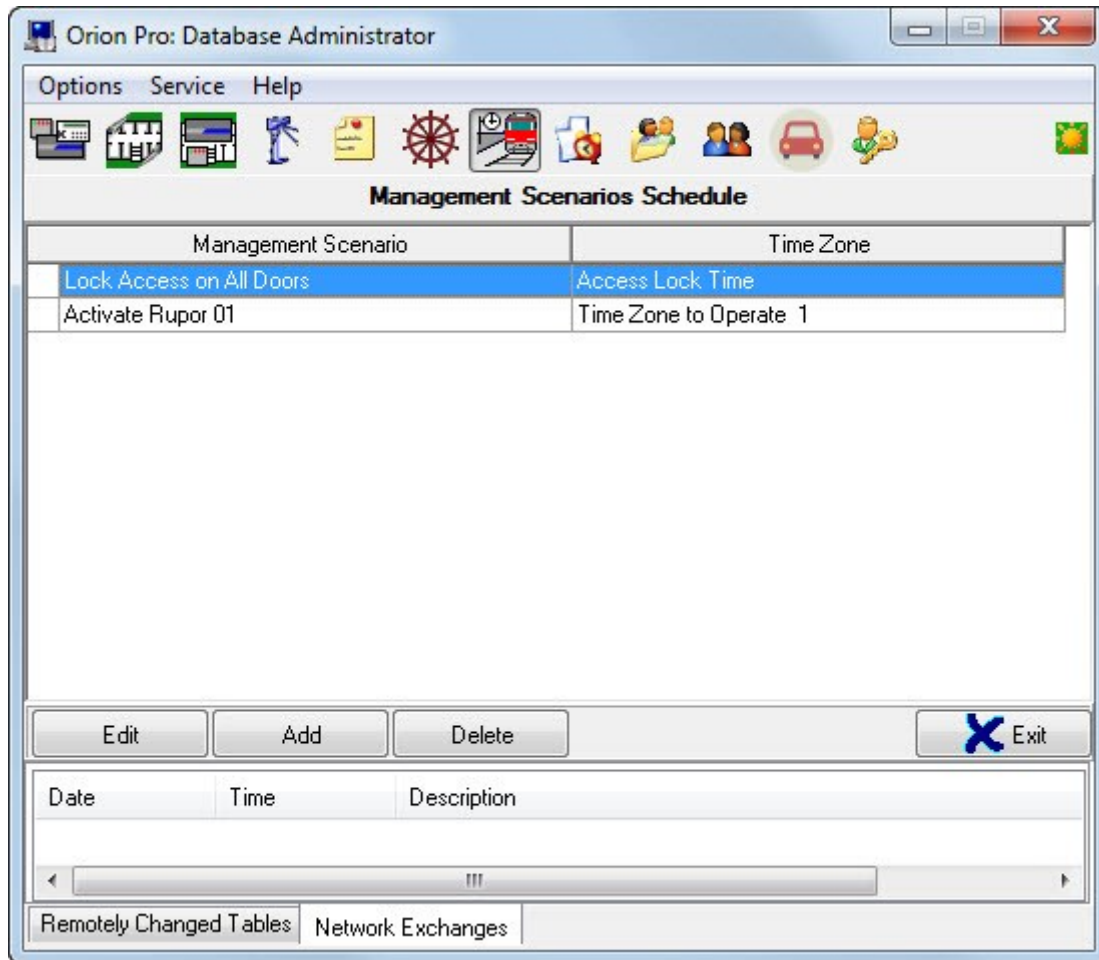 Orion Pro: Database Administrator
Options Service Help
Management Scenarios Schedule
Management Scenario Time Zone
Lock Access on All Doors Access Lock Time
Activate Rupor 01 Time Zone to Operate 1
Edit Add Delete Exit
Date Time Description
Remotely Changed Tables Network Exchanges